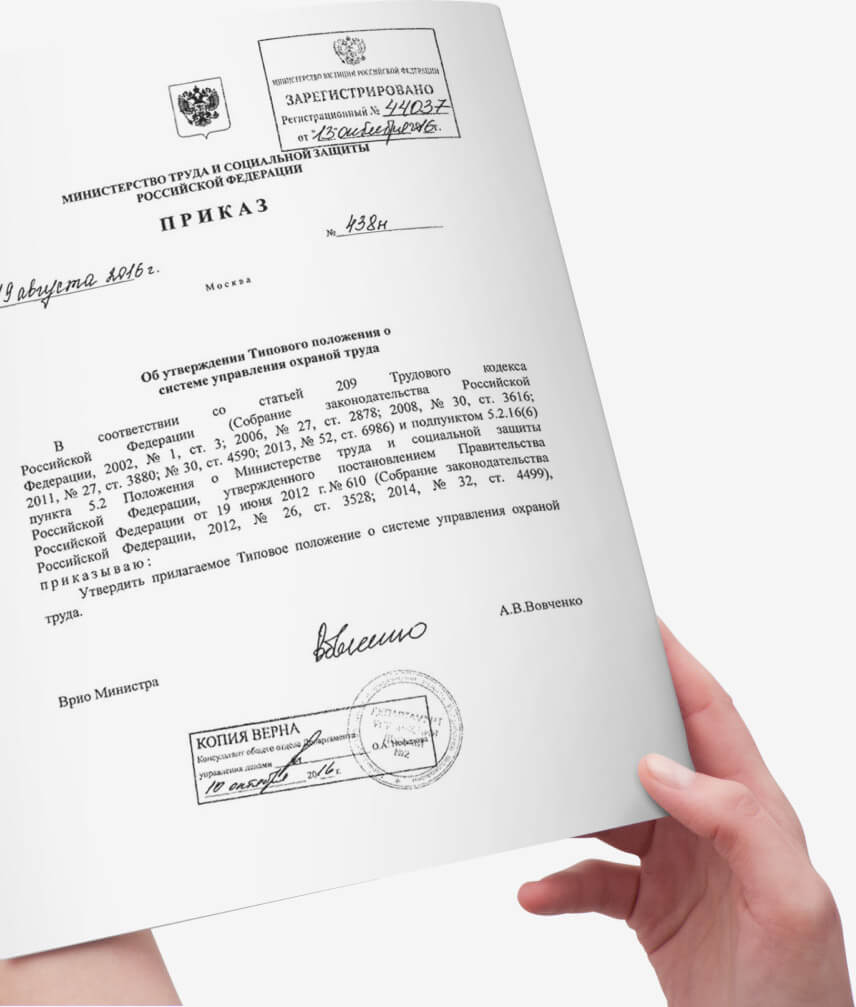 МИНИСТЕРСТВО ЮСТИЦИИ РОССИЙСКОЙ ФЕДЕРАЦИИ
ЗАРЕГИСТРИРОВАНО
Регистрационный № 44037
от "13 октября 2016г.
МИНИСТЕРСТВО ТРУДА И СОЦИАЛЬНОЙ ЗАЩИТЫ
РОССИЙСКОЙ ФЕДЕРАЦИИ
ПРИКАЗ
№ 438н
19 августа 2016 г.
Москва
Об утверждении Типового положения о
системе управления охраной труда
В соответствии со статьей 209 Трудового кодекса
Российской Федерации (Собрание законодательства Российской
Федерации, 2002, № 1, ст. 3; 2006, № 27, ст. 2878; 2008, № 30, ст. 3616;
2011, № 27, ст. 3880; № 30, ст. 4590; 2013, № 52, ст. 6986) и подпунктом 5.2.16(6)
пункта 5.2 Положения о Министерстве труда и социальной защиты
Российской Федерации, утвержденного постановлением Правительства
Российской Федерации от 19 июня 2012 г. № 610 (Собрание законодательства
Российской Федерации, 2012, № 26, ст. 3528; 2014, № 32, ст. 4499),
приказываю:
Утвердить прилагаемое Типовое положение о системе управления охраной
труда.
Врио Министра
А.В.Вовченко
КОПИЯ ВЕРНА
Консультант общего отдела Департамента
управления делами О.А.
10 октября 2016 г.
ДЕПАРТАМЕНТ
№2